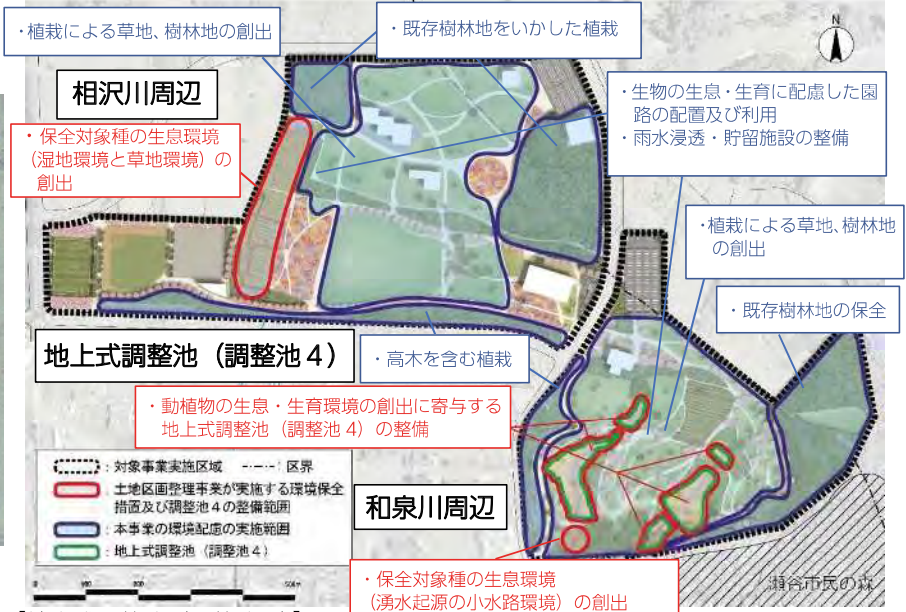 ・植栽による草地、樹林地の創出
・既存樹林地をいかした植栽
N
相沢川周辺
・生物の生息・生育に配慮した園
路の配置及び利用
・雨水浸透・貯留施設の整備
・保全対象種の生息環境
（湿地環境と草地環境）の
創出
・植栽による草地、樹林地
の創出
・既存樹林地の保全
地上式調整池（調整池４）
・高木を含む植栽
・動植物の生息・生育環境の創出に寄与する
地上式調整池（調整池 4）の整備
：対象事業実施区域
：区界
：土地区画整理事業が実施する環境保全
措置及び調整池４の整備範囲
：本事業の環境配慮の実施範囲
：地上式調整池（調整池４）
和泉川周辺
瀬谷市民の森
・保全対象種の生息環境
（湧水起源の小水路環境）の創出